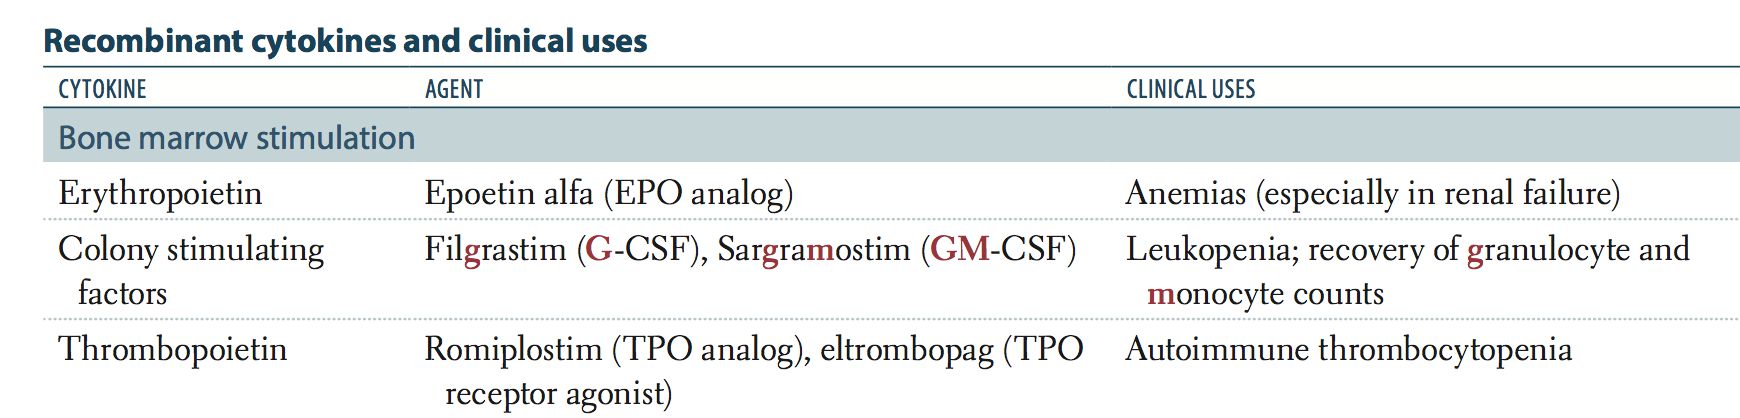 Recombinant cytokines and clinical uses
CYTOKINE AGENT CLINICAL USES
Bone marrow stimulation
Erythropoietin Epoetin alfa (EPO analog) Anemias (especially in renal failure)
Colony stimulating Filgrastim (G-CSF), Sargramostim (GM-CSF) Leukopenia; recovery of granulocyte and
factors monocyte counts
Thrombopoietin Romiplostim (TPO analog), eltrombopag (TPO Autoimmune thrombocytopenia
receptor agonist)